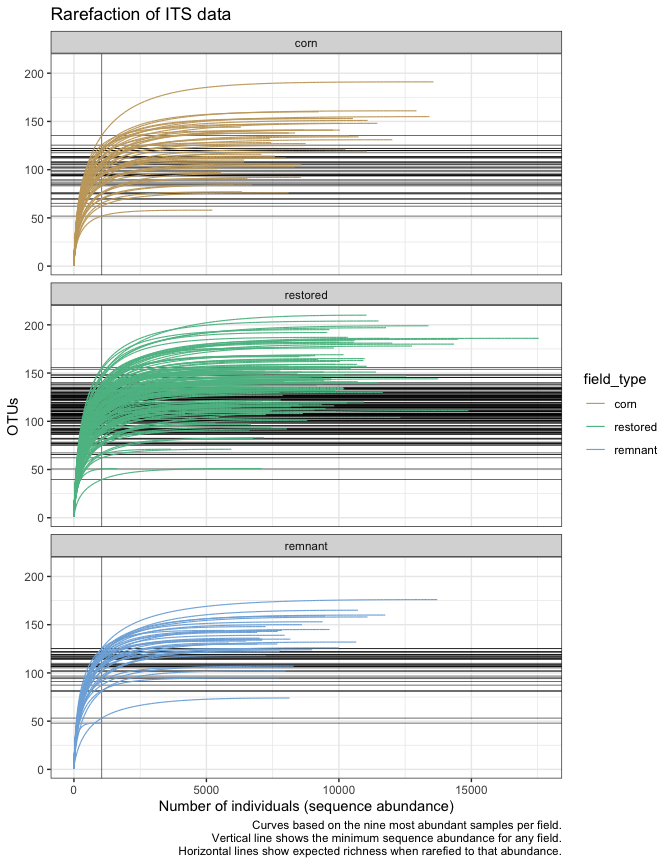 Rarefaction of ITS data
corn
200
150
100
50
0
restored
200
150
100
50
0
OTUs
remnant
200
150
100
50
0
0 5000 10000 15000
Number of individuals (sequence abundance)
field_type
corn
restored
remnant
Curves based on the nine most abundant samples per field.
Vertical line shows the minimum sequence abundance for any field.
Horizontal lines show expected richness when rarefied to that abundance.